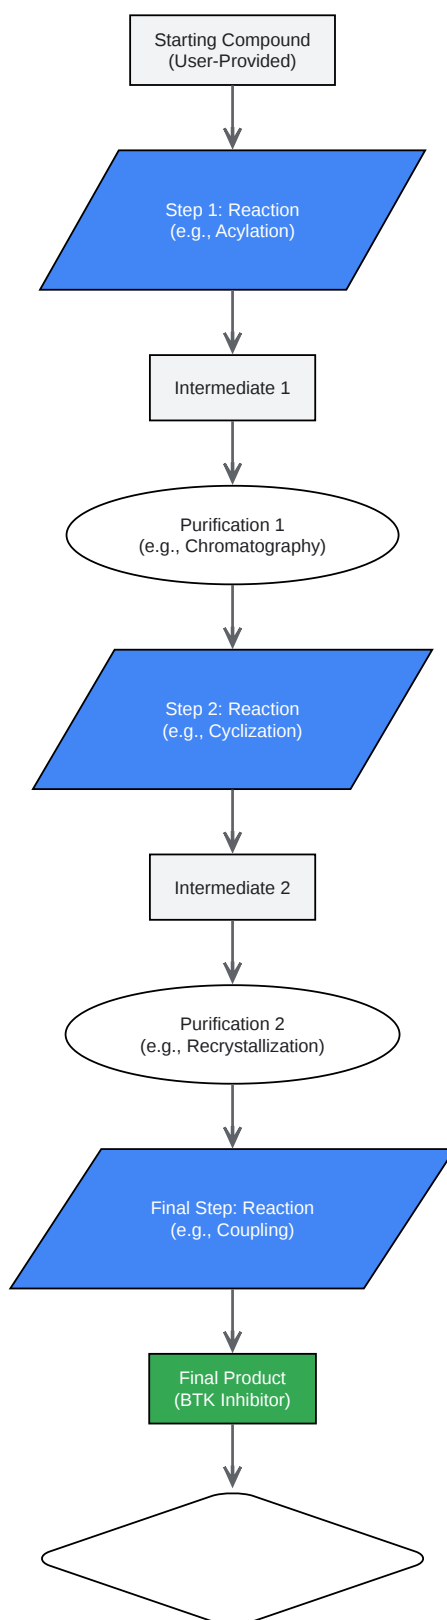 Starting Compound
(User-Provided)
Step 1: Reaction
(e.g., Acylation)
Intermediate 1
Purification 1
(e.g., Chromatography)
Step 2: Reaction
(e.g., Cyclization)
Intermediate 2
Purification 2
(e.g., Recrystallization)
Final Step: Reaction
(e.g., Coupling)
Final Product
(BTK Inhibitor)